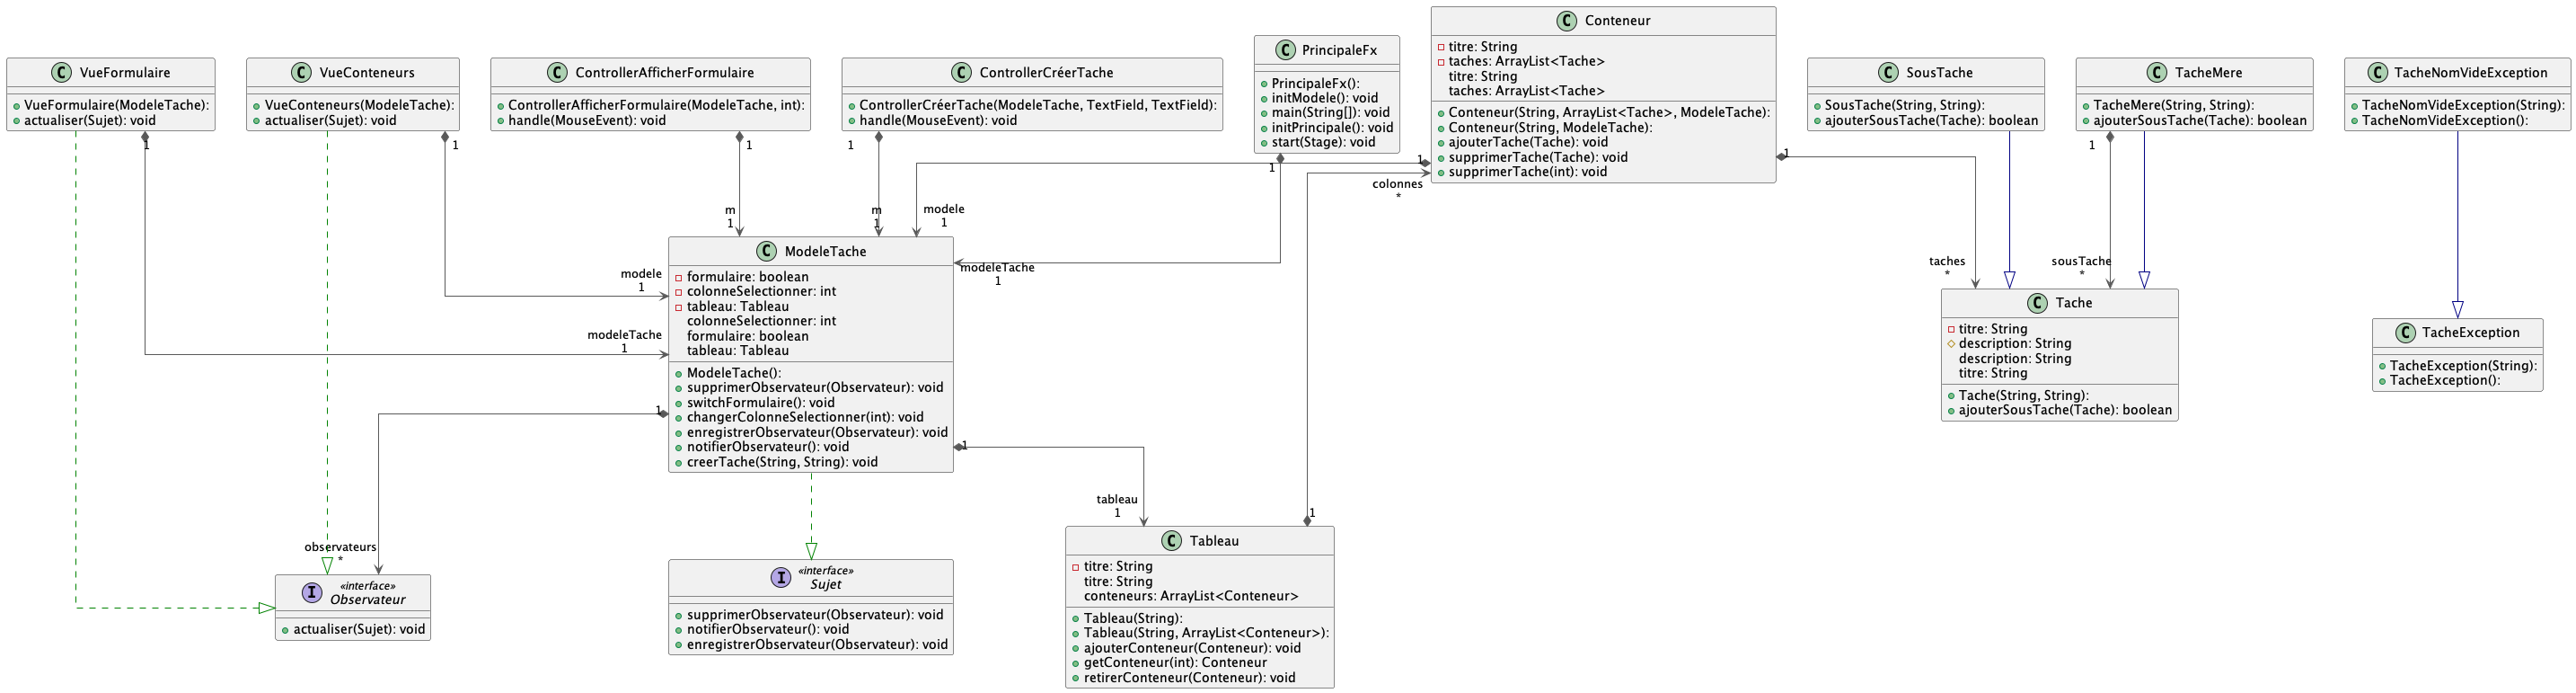 C VueFormulaire
VueFormulaire(ModeleTache):
actualiser(Sujet): void
C VueConteneurs
VueConteneurs(ModeleTache):
actualiser(Sujet): void
C ControllerAfficherFormulaire
ControllerAfficherFormulaire(ModeleTache, int):
handle(MouseEvent): void
C ControllerCréerTache
ControllerCréerTache(ModeleTache, TextField, TextField):
handle(MouseEvent): void
C PrincipaleFx
PrincipaleFx():
initModele(): void
main(String[]): void
initPrincipale(): void
start(Stage): void
C Conteneur
titre: String
taches: ArrayList<Tache>
titre: String
taches: ArrayList<Tache>
Conteneur(String, ArrayList<Tache>, ModeleTache):
Conteneur(String, ModeleTache):
ajouterTache(Tache): void
supprimerTache(Tache): void
supprimerTache(int): void
C SousTache
SousTache(String, String):
ajouterSousTache(Tache): boolean
C TacheMere
TacheMere(String, String):
ajouterSousTache(Tache): boolean
C TacheNomVideException
TacheNomVideException(String):
TacheNomVideException():
1
1
1
1
1
1
1
1
colonnes
*
m
1
m
1
modele
1
modele
1
modeleTache
1
modeleTache
1
taches
*
sousTache
*
C ModeleTache
formulaire: boolean
colonneSelectionner: int
tableau: Tableau
colonneSelectionner: int
formulaire: boolean
tableau: Tableau
ModeleTache():
supprimerObservateur(Observateur): void
switchFormulaire(): void
changerColonneSelectionner(int): void
enregistrerObservateur(Observateur): void
notifierObservateur(): void
creerTache(String, String): void
C Tache
titre: String
description: String
description: String
titre: String
Tache(String, String):
ajouterSousTache(Tache): boolean
C TacheException
TacheException(String):
TacheException():
1
1
tableau
1
1
observateurs
*
I «interface»
Observateur
actualiser(Sujet): void
I «interface»
Sujet
supprimerObservateur(Observateur): void
notifierObservateur(): void
enregistrerObservateur(Observateur): void
C Tableau
titre: String
titre: String
conteneurs: ArrayList<Conteneur>
Tableau(String):
Tableau(String, ArrayList<Conteneur>):
ajouterConteneur(Conteneur): void
getConteneur(int): Conteneur
retirerConteneur(Conteneur): void